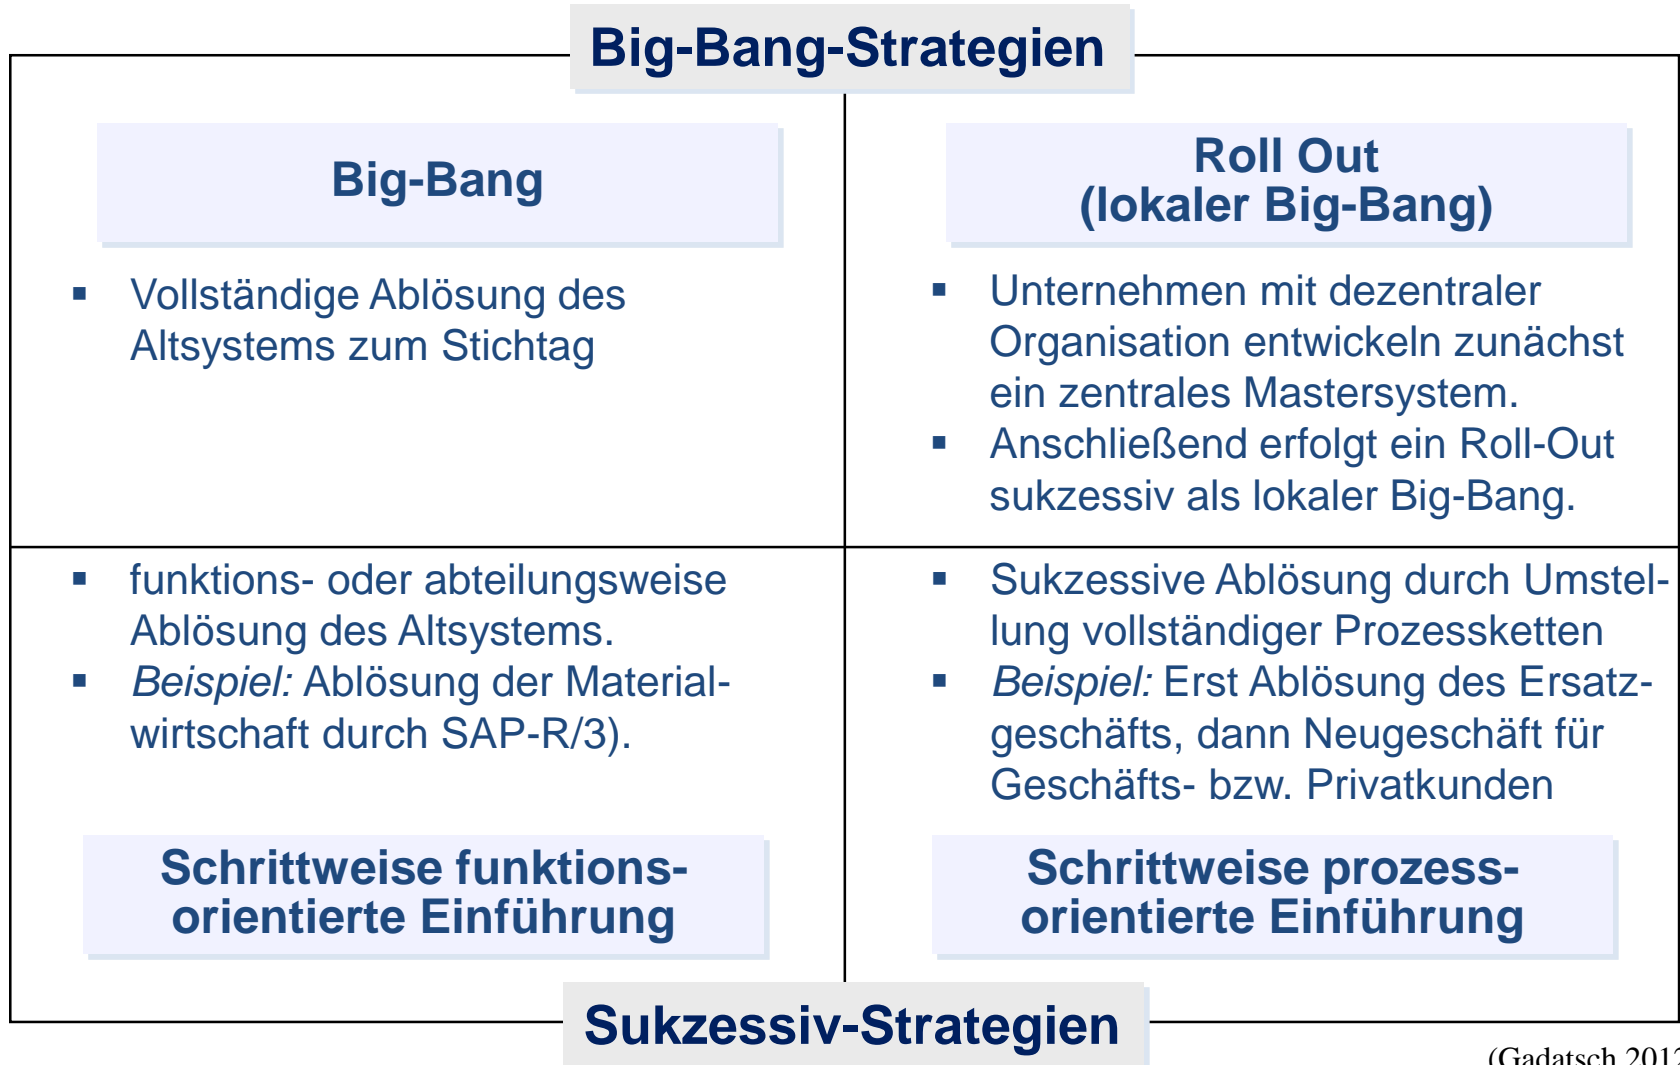 Big-Bang-Strategien
Big-Bang
▪ Vollständige Ablösung des
Altsystems zum Stichtag
Roll Out
(lokaler Big-Bang)
▪ Unternehmen mit dezentraler
Organisation entwickeln zunächst
ein zentrales Mastersystem.
▪ Anschließend erfolgt ein Roll-Out
sukzessiv als lokaler Big-Bang.
▪ funktions- oder abteilungsweise
Ablösung des Altsystems.
▪ Beispiel: Ablösung der Material-
wirtschaft durch SAP-R/3).
Schrittweise funktions-
orientierte Einführung
▪ Sukzessive Ablösung durch Umstel-
lung vollständiger Prozessketten
▪ Beispiel: Erst Ablösung des Ersatz-
geschäfts, dann Neugeschäft für
Geschäfts- bzw. Privatkunden
Schrittweise prozess-
orientierte Einführung
Sukzessiv-Strategien
(Gadatsch 2012